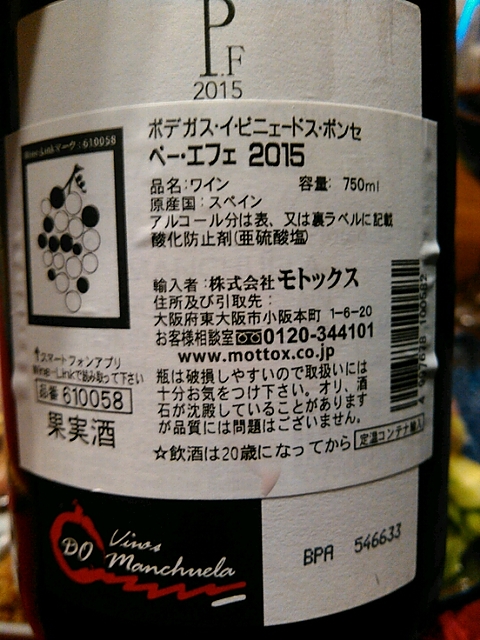 P.F
2015
Wine-Linkマーク:610058
ボデガス・イ・ビニェードス・ポンセ
ペー・エフェ 2015
品名:ワイン 容量: 750ml
原産国:スペイン
アルコール分は表、又は裏ラベルに記載
酸化防止剤(亜硫酸塩)
輸入者:株式会社モトックス
住所及び引取先:
大阪府東大阪市小阪本町 1-6-20
お客様相談室 0120-344101
www.mottox.co.jp
瓶は破損しやすいので取扱いには
十分お気をつけ下さい。オリ、酒
石が沈殿していることがあります
が品質には問題はございません。
☆飲酒は20歳になってから 定温コンテナ輸入
↑スマートフォンアプリ
Wine-Linkで読み取って下さい
品番 610058
果実酒
DO Vinos
Manchuela
BPA 546633